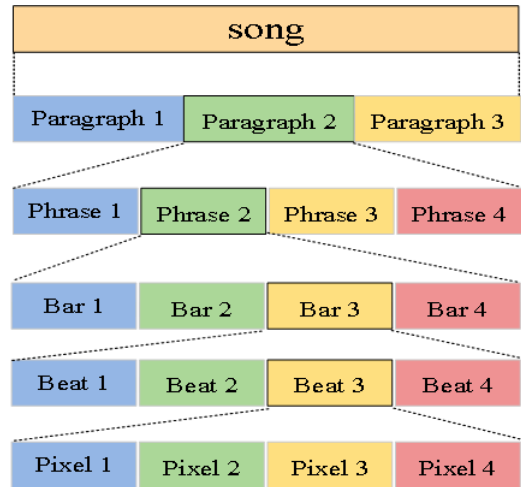 song
Paragraph 1 Paragraph 2 Paragraph 3
Phrase 1 Phrase 2 Phrase 3 Phrase 4
Bar 1 Bar 2 Bar 3 Bar 4
Beat 1 Beat 2 Beat 3 Beat 4
Pixel 1 Pixel 2 Pixel 3 Pixel 4